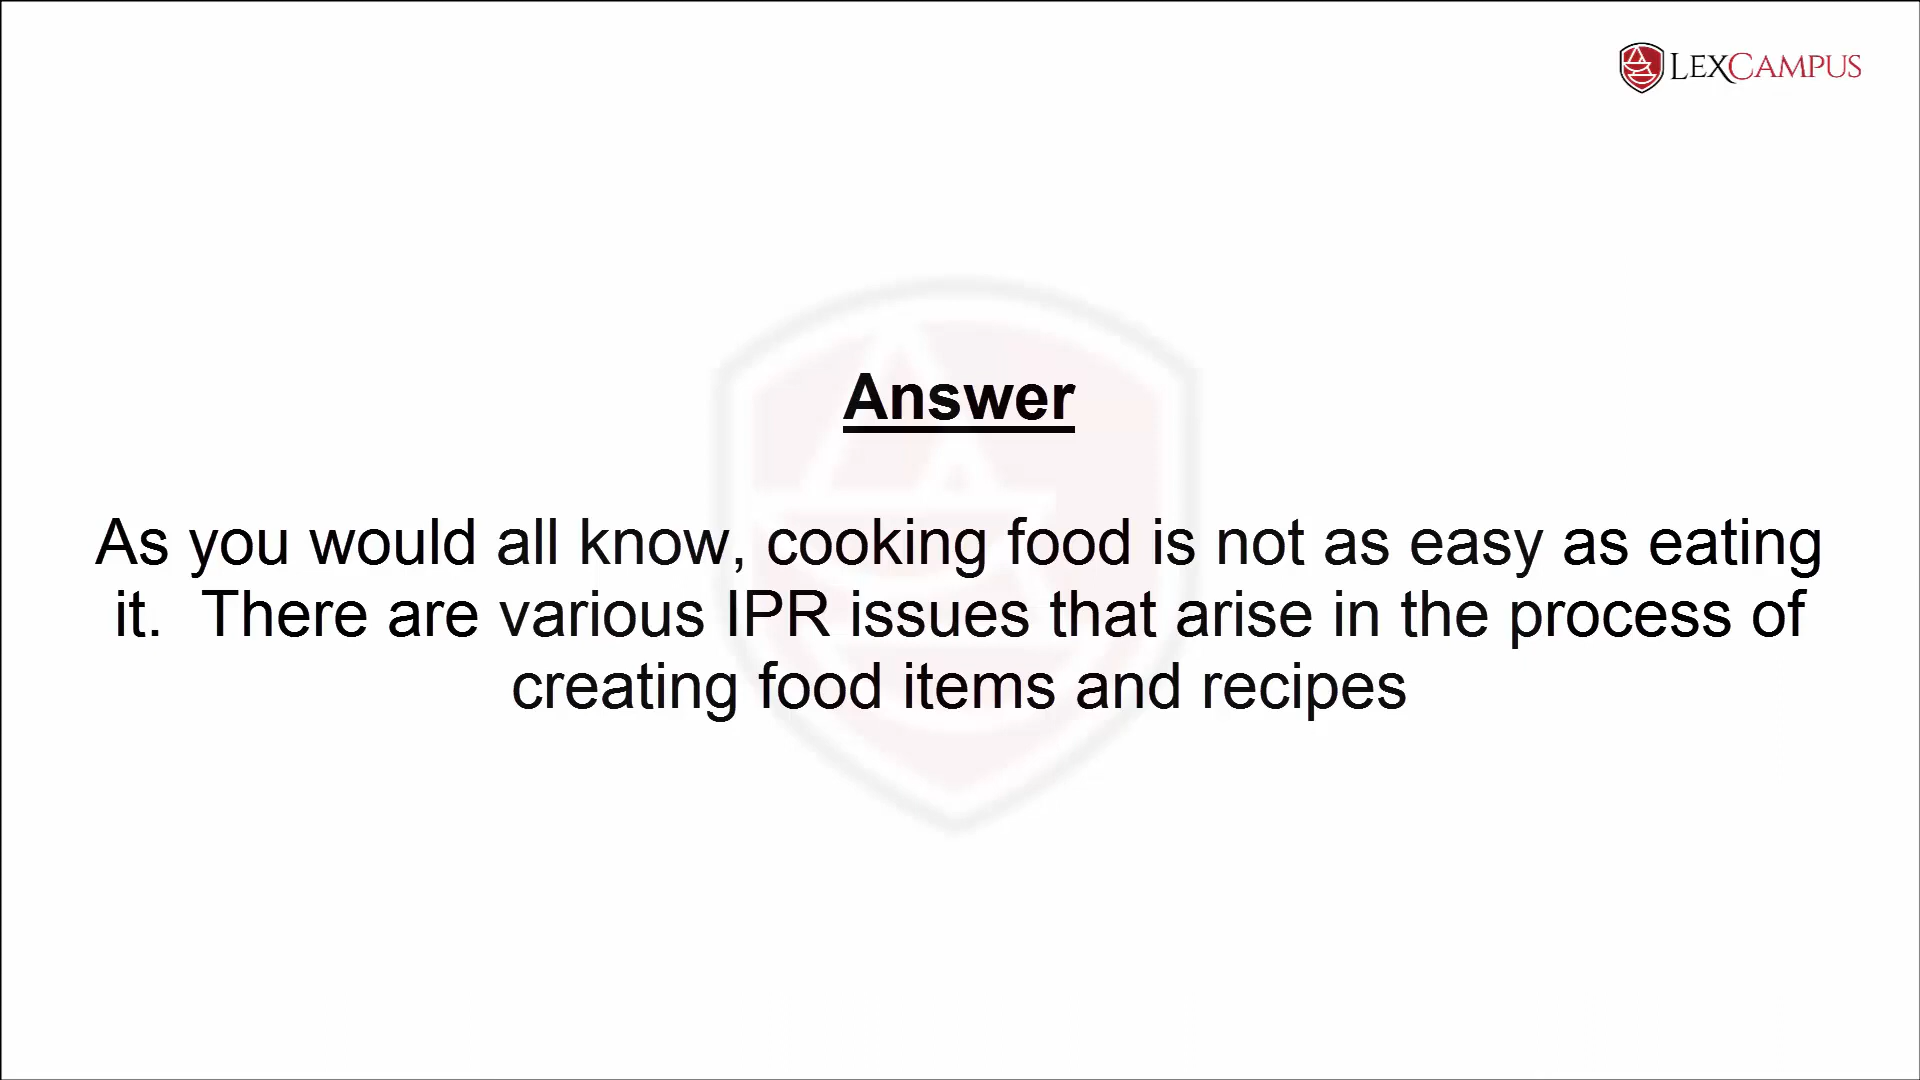 LEXCAMPUS
Answer
As you would all know, cooking food is not as easy as eating
it.  There are various IPR issues that arise in the process of
creating food items and recipes